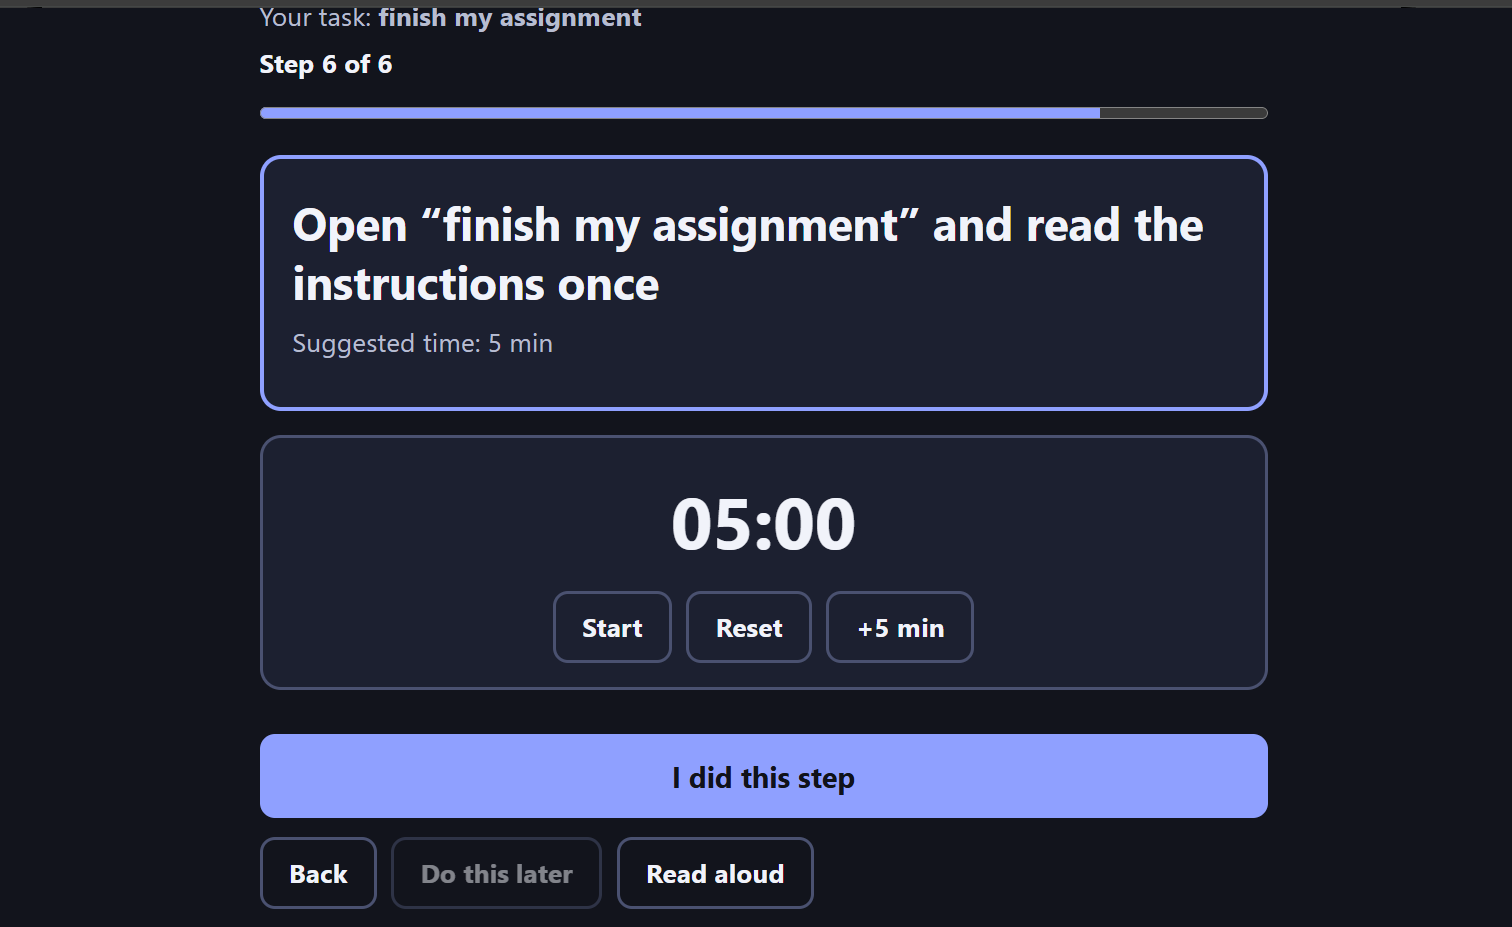 Your task: finish my assignment
Step 6 of 6
Open “finish my assignment” and read the
instructions once
Suggested time: 5 min
05:00
Start
Reset
+5 min
I did this step
Back
Do this later
Read aloud